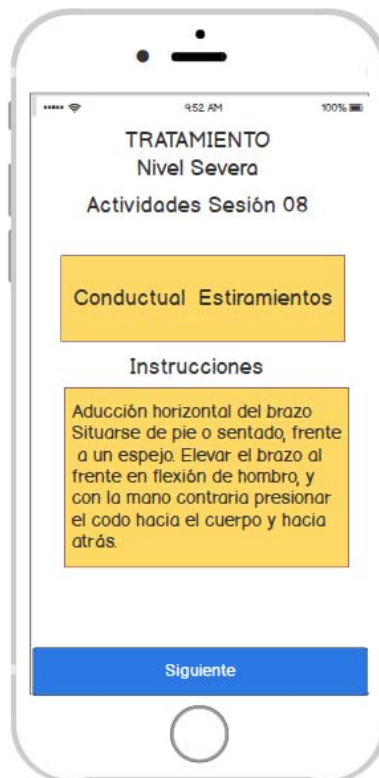 9:52 AM 100%
TRATAMIENTO
Nivel Severa
Actividades Sesión 08
Conductual Estiramientos
Instrucciones
Aducción horizontal del brazo
Situarse de pie o sentado, frente
a un espejo. Elevar el brazo al
frente en flexión de hombro, y
con la mano contraria presionar
el codo hacia el cuerpo y hacia
atrás.
Siguiente